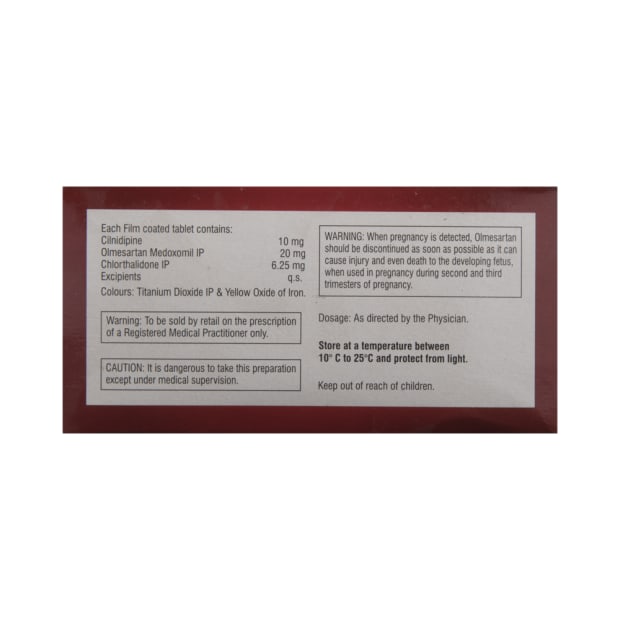 Each Film coated tablet contains:
Cilnidipine 10 mg
Olmesartan Medoxomil IP 20 mg
Chlorthalidone IP 6.25 mg
Excipients q.s.
Colours: Titanium Dioxide IP & Yellow Oxide of Iron.
Warning: To be sold by retail on the prescription
of a Registered Medical Practitioner only.
CAUTION: It is dangerous to take this preparation
except under medical supervision.
WARNING: When pregnancy is detected, Olmesartan
should be discontinued as soon as possible as it can
cause injury and even death to the developing fetus,
when used in pregnancy during second and third
trimesters of pregnancy.
Dosage: As directed by the Physician.
Store at a temperature between
10° C to 25°C and protect from light.
Keep out of reach of children.